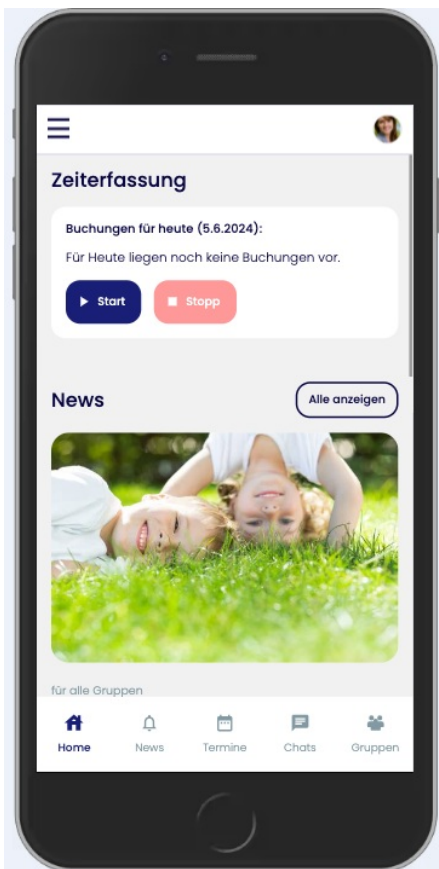 Zeiterfassung
Buchungen für heute (5.6.2024):
Für Heute liegen noch keine Buchungen vor.
Start Stopp
News Alle anzeigen
für alle Gruppen
Home News Termine Chats Gruppen